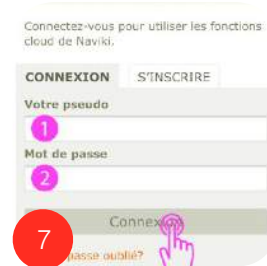 Connectez-vous pour utiliser les fonctions
cloud de Naviki.
CONNEXION S'INSCRIRE
Votre pseudo
1
Mot de passe
2
Connexion
7
passe oublié?